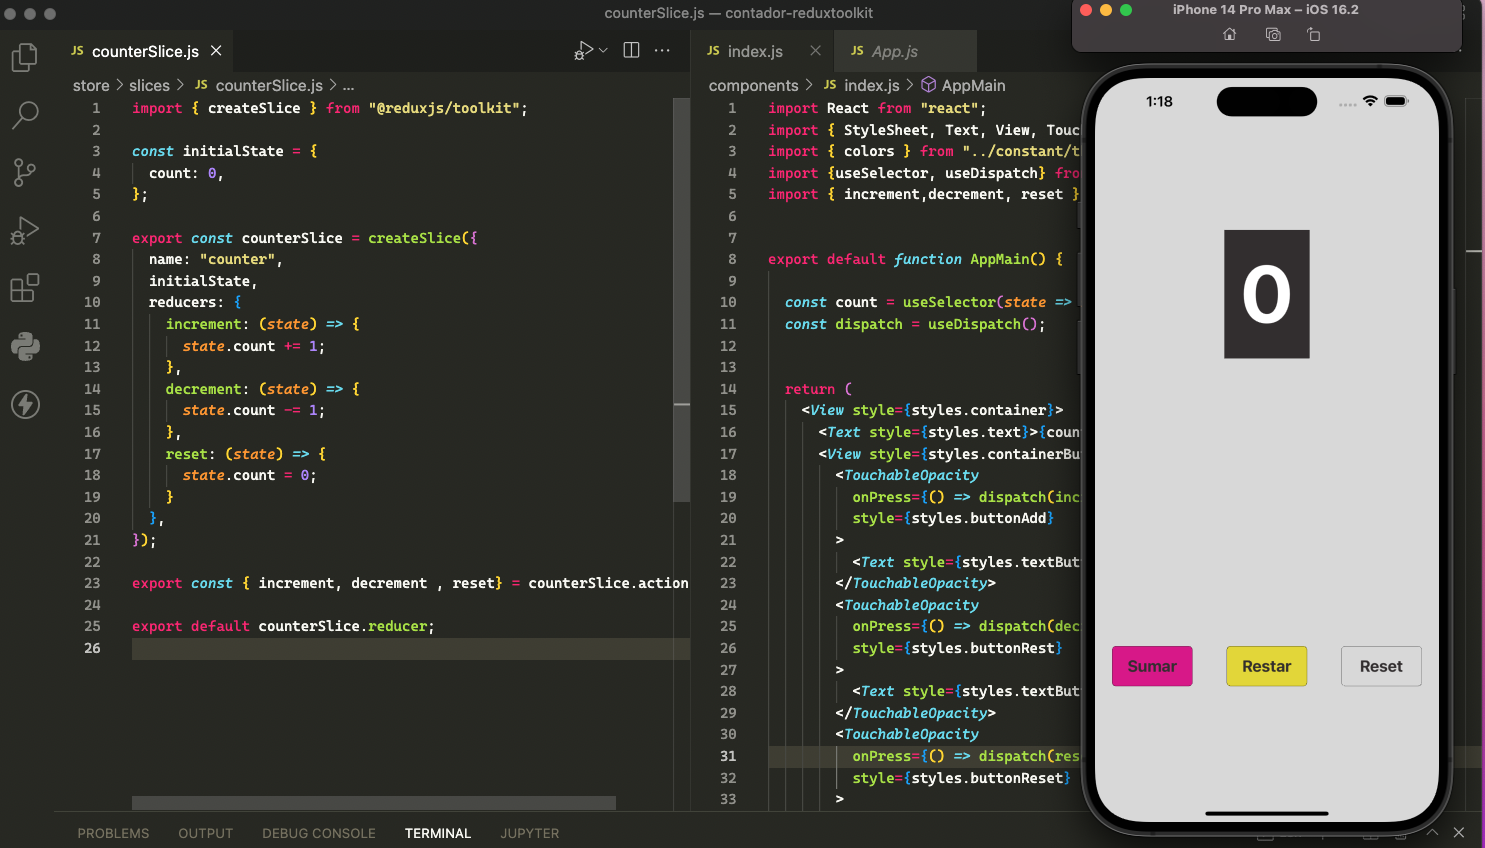 counterSlice.js — contador-reduxtoolkit
JS counterSlice.js
store > slices > JS counterSlice.js > ...
1 import { createSlice } from "@reduxjs/toolkit";
2
3 const initialState = {
4 count: 0,
5 };
6
7 export const counterSlice = createSlice({
8 name: "counter",
9 initialState,
10 reducers: {
11 increment: (state) => {
12 state.count += 1;
13 },
14 decrement: (state) => {
15 state.count -= 1;
16 },
17 reset: (state) => {
18 state.count = 0;
19 }
20 },
21 });
22
23 export const { increment, decrement , reset} = counterSlice.action
24
25 export default counterSlice.reducer;
26
JS index.js
JS App.js
components > JS index.js > AppMain
1 import React from "react";
2 import { StyleSheet, Text, View, Touc
3 import { colors } from "../constant/t
4 import {useSelector, useDispatch} fro
5 import { increment,decrement, reset }
6
7
8 export default function AppMain() {
9
10 const count = useSelector(state =>
11 const dispatch = useDispatch();
12
13
14 return (
15 <View style={styles.container}>
16 <Text style={styles.text}>{coun
17 <View style={styles.containerBu
18 <TouchableOpacity
19 onPress={() => dispatch(inc
20 style={styles.buttonAdd}
21 >
22 <Text style={styles.textBut
23 </TouchableOpacity>
24 <TouchableOpacity
25 onPress={() => dispatch(dec
26 style={styles.buttonRest}
27 >
28 <Text style={styles.textBut
29 </TouchableOpacity>
30 <TouchableOpacity
31 onPress={() => dispatch(res
32 style={styles.buttonReset}
33 >
iPhone 14 Pro Max – iOS 16.2
1:18
0
Sumar
Restar
Reset
PROBLEMS OUTPUT DEBUG CONSOLE TERMINAL JUPYTER